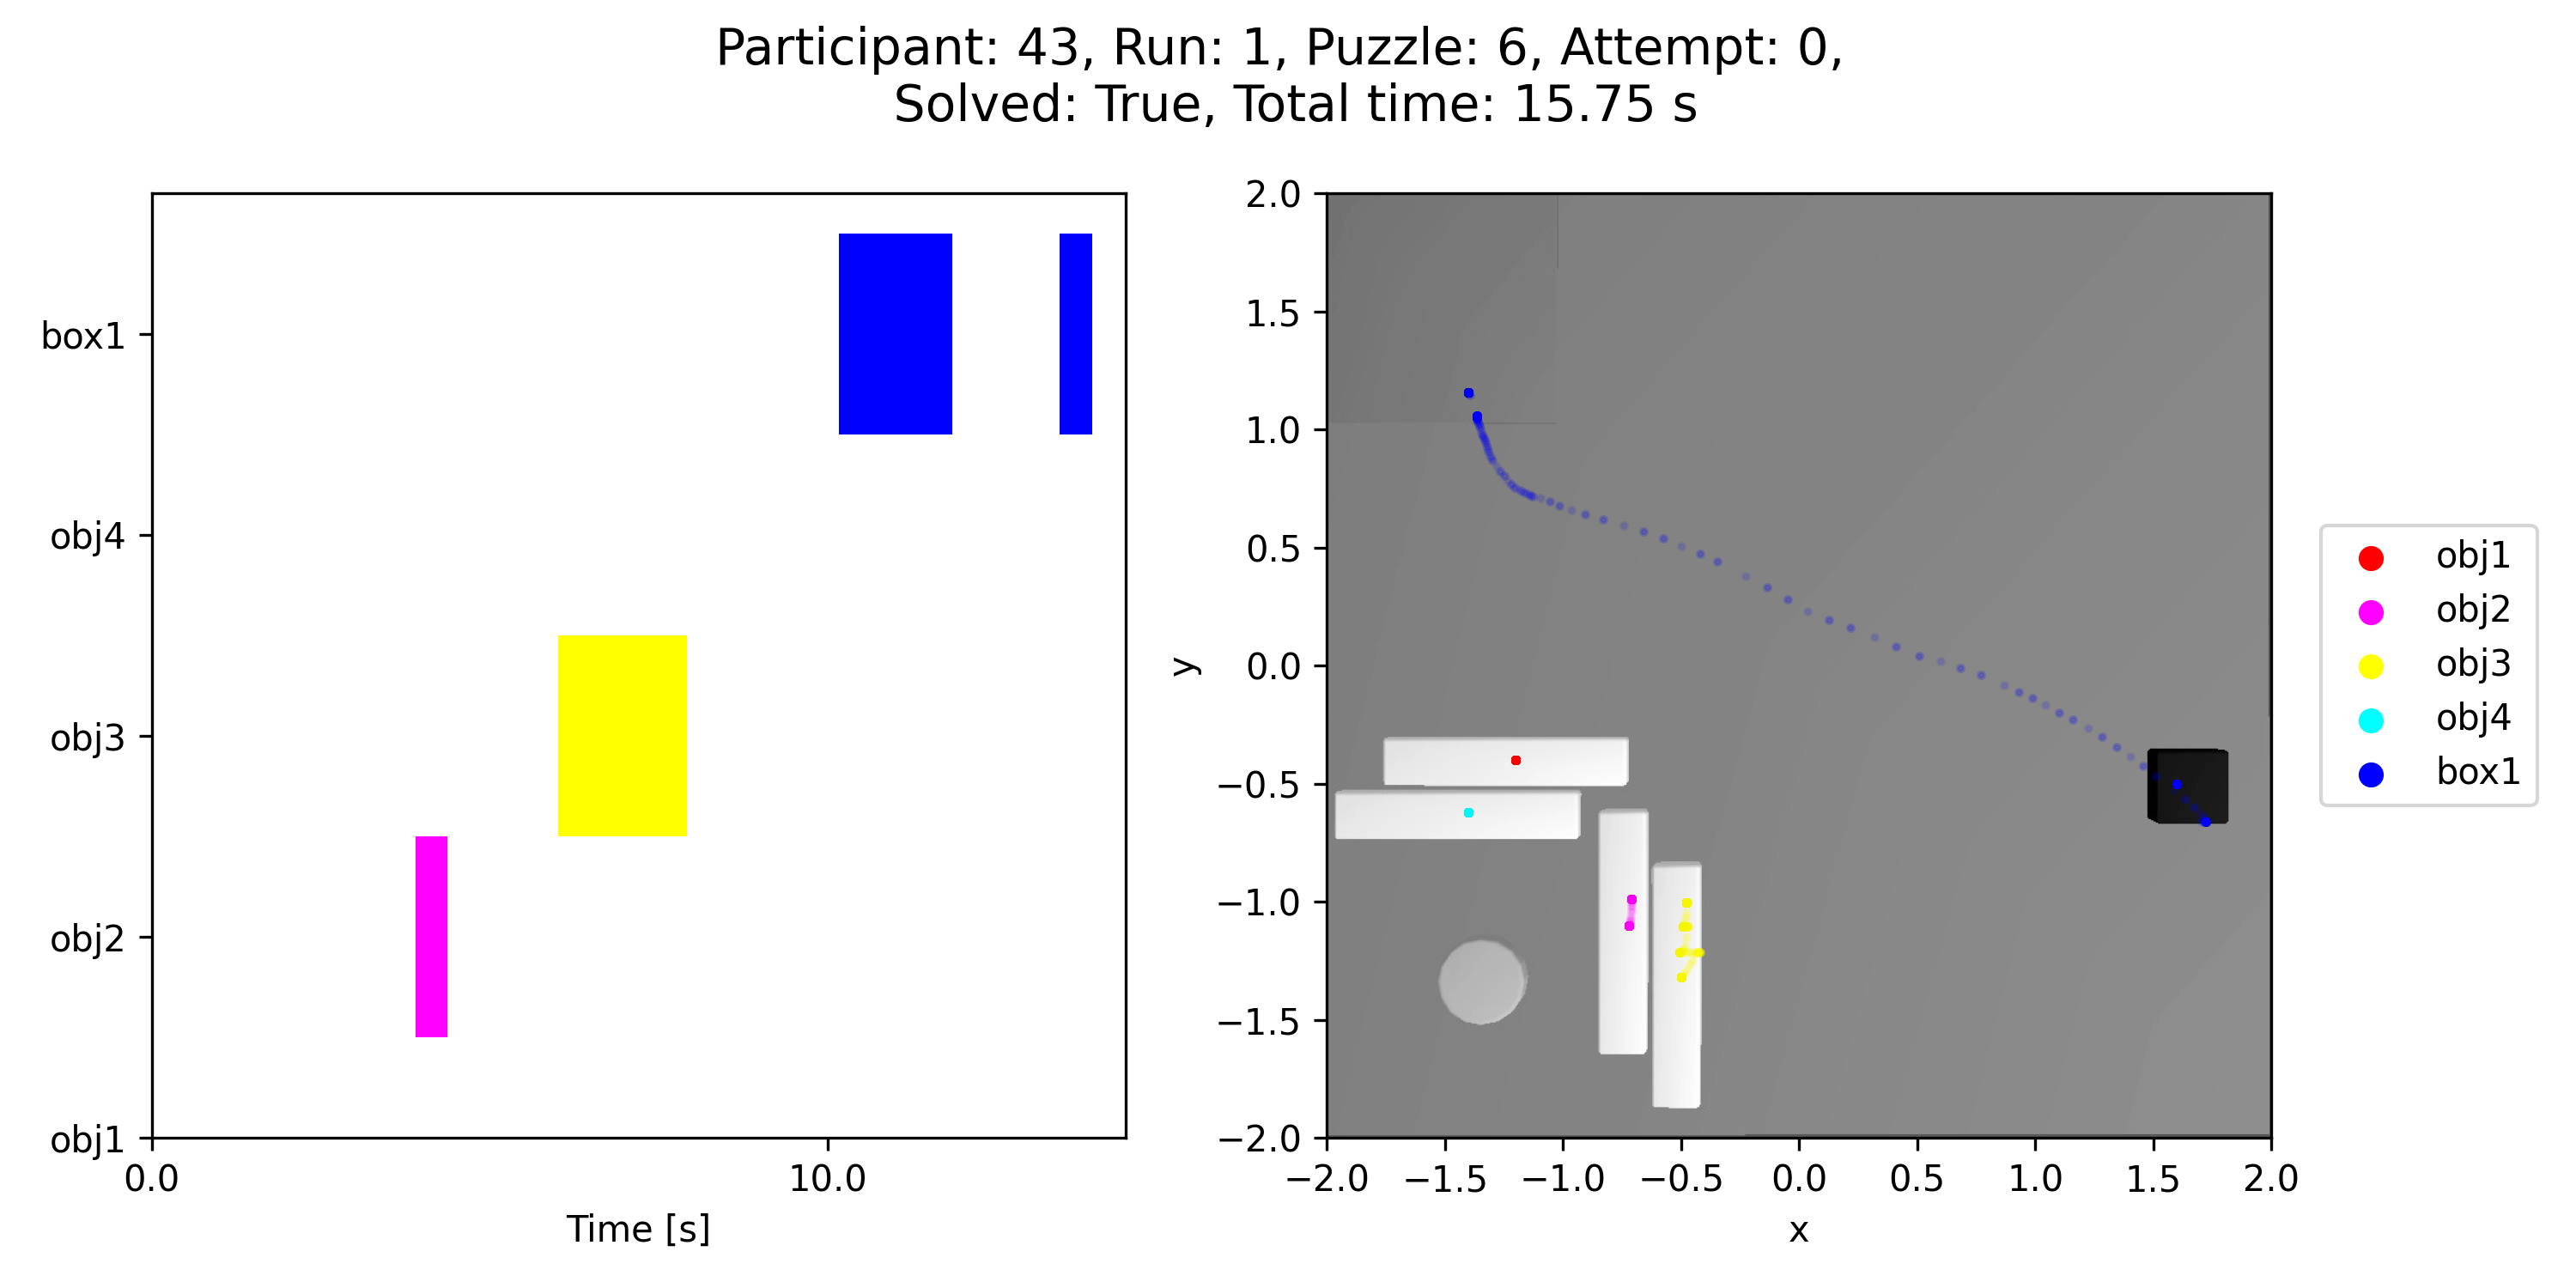 Participant: 43, Run: 1, Puzzle: 6, Attempt: 0,
Solved: True, Total time: 15.75 s
box1
obj4
obj3
obj2
obj1
0.0
10.0
Time [s]
2.0
1.5
1.0
0.5
0.0
−0.5
−1.0
−1.5
−2.0
y
−2.0
−1.5
−1.0
−0.5
0.0
0.5
1.0
1.5
2.0
x
obj1
obj2
obj3
obj4
box1